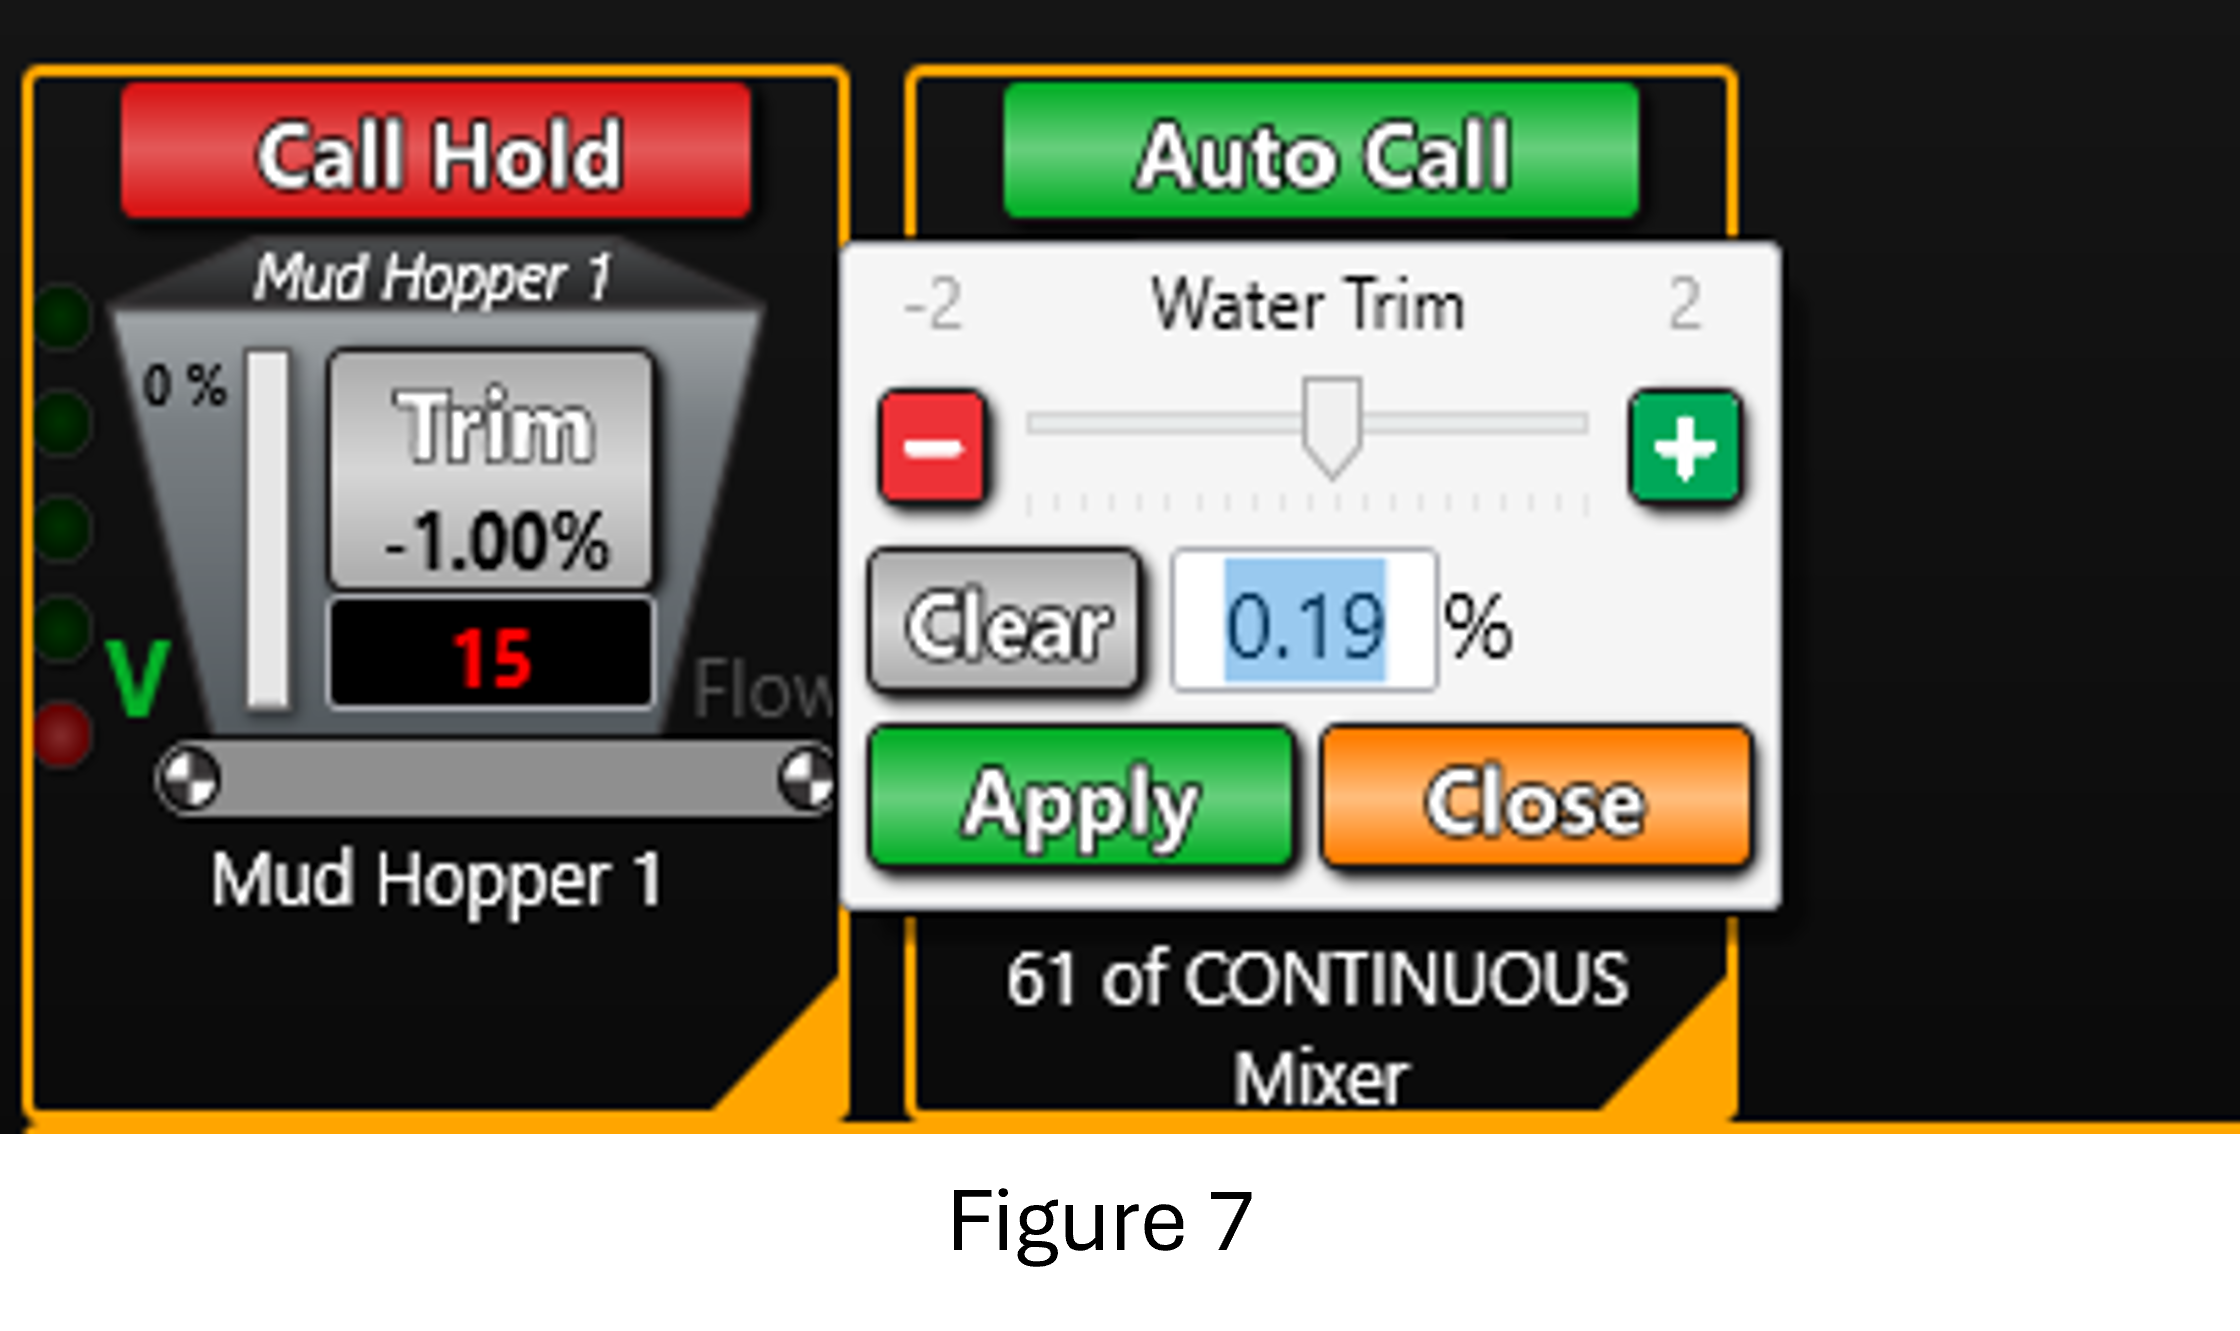 Call Hold
Mud Hopper 1
0 %
Trim
-1.00%
15
V
Flow
Mud Hopper 1
Auto Call
-2 Water Trim 2
Clear 0.19 %
Apply Close
61 of CONTINUOUS
Mixer
Figure 7